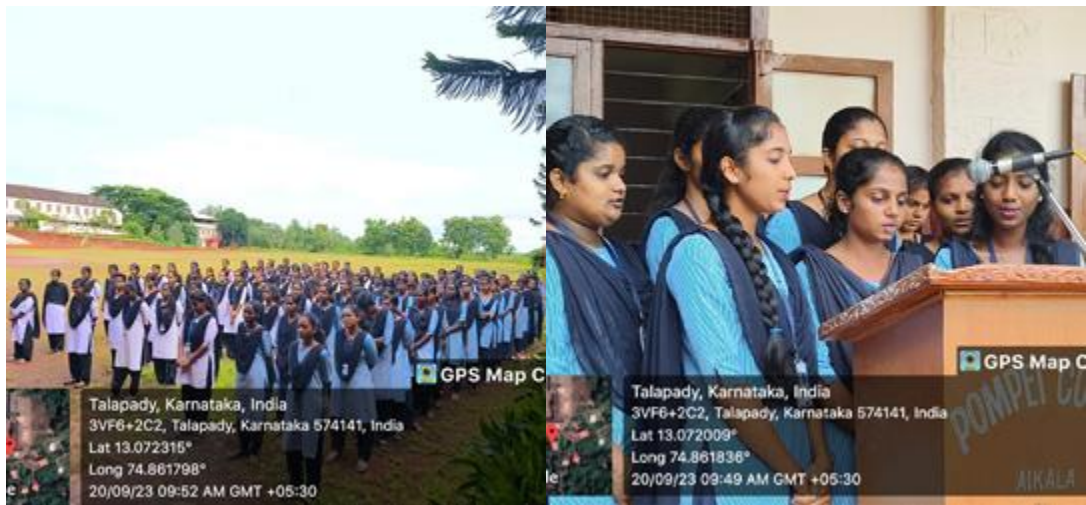 GPS Map C
Talapady, Karnataka, India
3VF6+2C2, Talapady, Karnataka 574141, India
Lat 13.072315°
Long 74.861798°
20/09/23 09:52 AM GMT +05:30
GPS Map C
Talapady, Karnataka, India
3VF6+2C2, Talapady, Karnataka 574141, India
Lat 13.072009°
Long 74.861836°
20/09/23 09:49 AM GMT +05:30
POMPEI CO
AIKALA